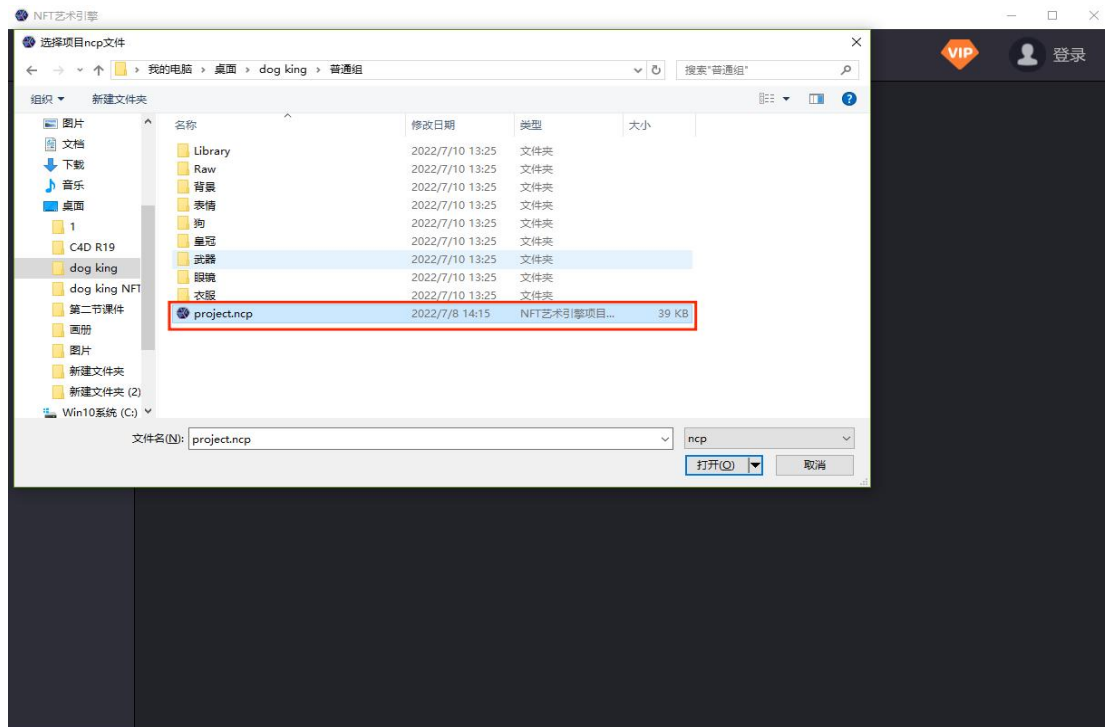 NFT艺术引擎
选择项目ncp文件
VIP
登录
我的电脑 › 桌面 › dog king › 普通组
搜索"普通组"
组织
新建文件夹
图片
文档
下载
音乐
桌面
1
C4D R19
dog king
dog king NFT
第二节课件
画册
图片
新建文件夹
新建文件夹 (2)
Win10系统 (C:)
名称 修改日期 类型 大小
Library 2022/7/10 13:25 文件夹
Raw 2022/7/10 13:25 文件夹
背景 2022/7/10 13:25 文件夹
表情 2022/7/10 13:25 文件夹
狗 2022/7/10 13:25 文件夹
皇冠 2022/7/10 13:25 文件夹
武器 2022/7/10 13:25 文件夹
眼镜 2022/7/10 13:25 文件夹
衣服 2022/7/10 13:25 文件夹
project.ncp 2022/7/8 14:15 NFT艺术引擎项目... 39 KB
文件名(N): project.ncp
ncp
打开(O)
取消